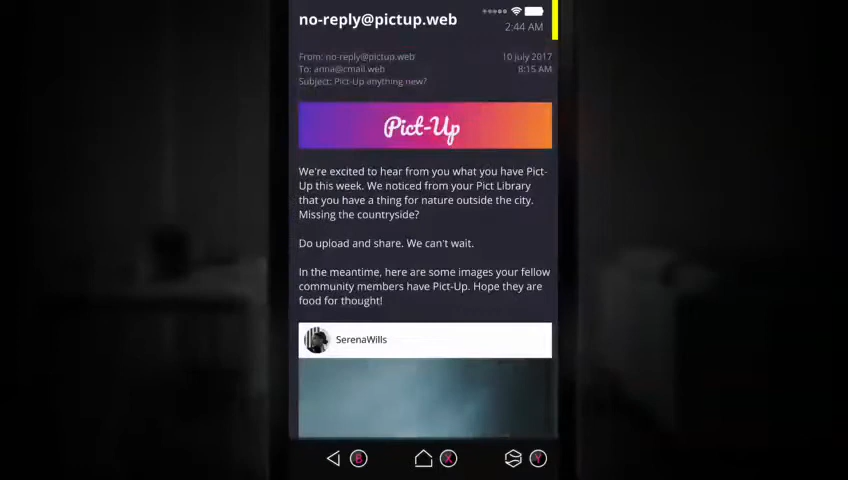 no-reply@pictup.web
2:44 AM
From: no-reply@pictup.web
10 July 2017
To: anna@cmail.web
8:15 AM
Subject: Pict-Up anything new?
Pict-Up
We're excited to hear from you what you have Pict-
Up this week. We noticed from your Pict Library
that you have a thing for nature outside the city.
Missing the countryside?
Do upload and share. We can't wait.
In the meantime, here are some images your fellow
community members have Pict-Up. Hope they are
food for thought!
SerenaWills
B
X
Y